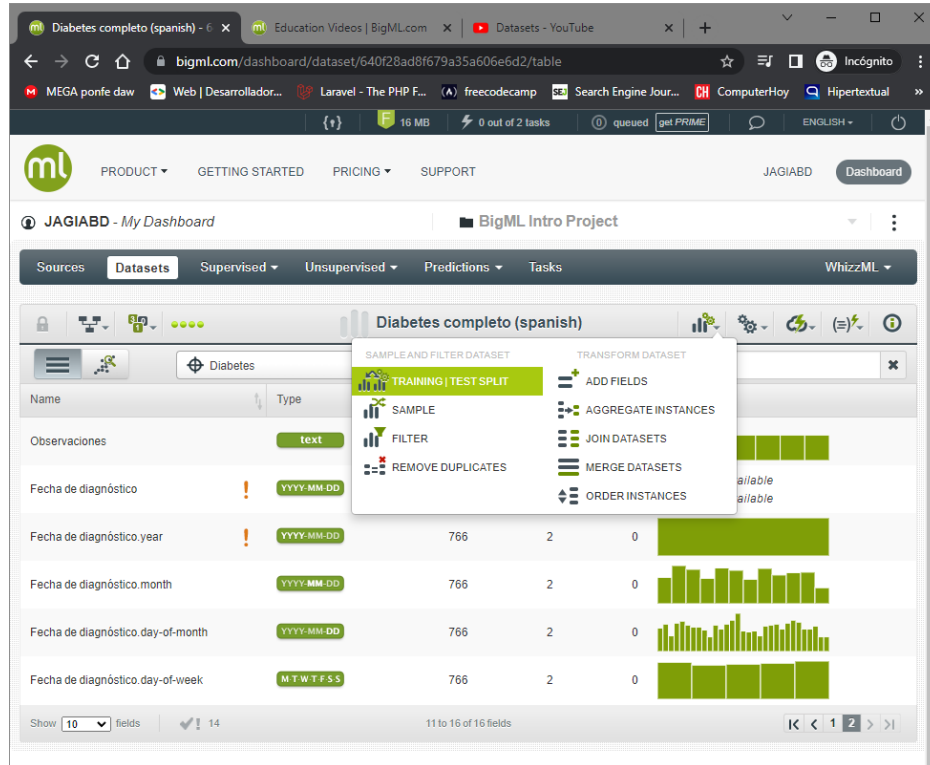 Diabetes completo (spanish) - 6
Education Videos | BigML.com
Datasets - YouTube
bigml.com/dashboard/dataset/640f28ad8f679a35a606e6d2/table
Incógnito
MEGA ponfe daw
Web | Desarrollador...
Laravel - The PHP F...
freecodecamp
Search Engine Jour...
ComputerHoy
Hipertextual
16 MB
0 out of 2 tasks
0 queued get PRIME
ENGLISH
ml PRODUCT GETTING STARTED PRICING SUPPORT JAGIABD Dashboard
JAGIABD - My Dashboard
BigML Intro Project
Sources Datasets Supervised Unsupervised Predictions Tasks WhizzML
Diabetes completo (spanish)
Diabetes
SAMPLE AND FILTER DATASET
TRAINING | TEST SPLIT
SAMPLE
FILTER
REMOVE DUPLICATES
TRANSFORM DATASET
ADD FIELDS
AGGREGATE INSTANCES
JOIN DATASETS
MERGE DATASETS
ORDER INSTANCES
Name Type
Observaciones text
Fecha de diagnóstico ! YYYY-MM-DD
ailable
ailable
Fecha de diagnóstico.year ! YYYY-MM-DD 766 2 0
Fecha de diagnóstico.month YYYY-MM-DD 766 2 0
Fecha de diagnóstico.day-of-month YYYY-MM-DD 766 2 0
Fecha de diagnóstico.day-of-week M-T-W-T-F-S-S 766 2 0
Show 10 fields ! 14 11 to 16 of 16 fields 1 2